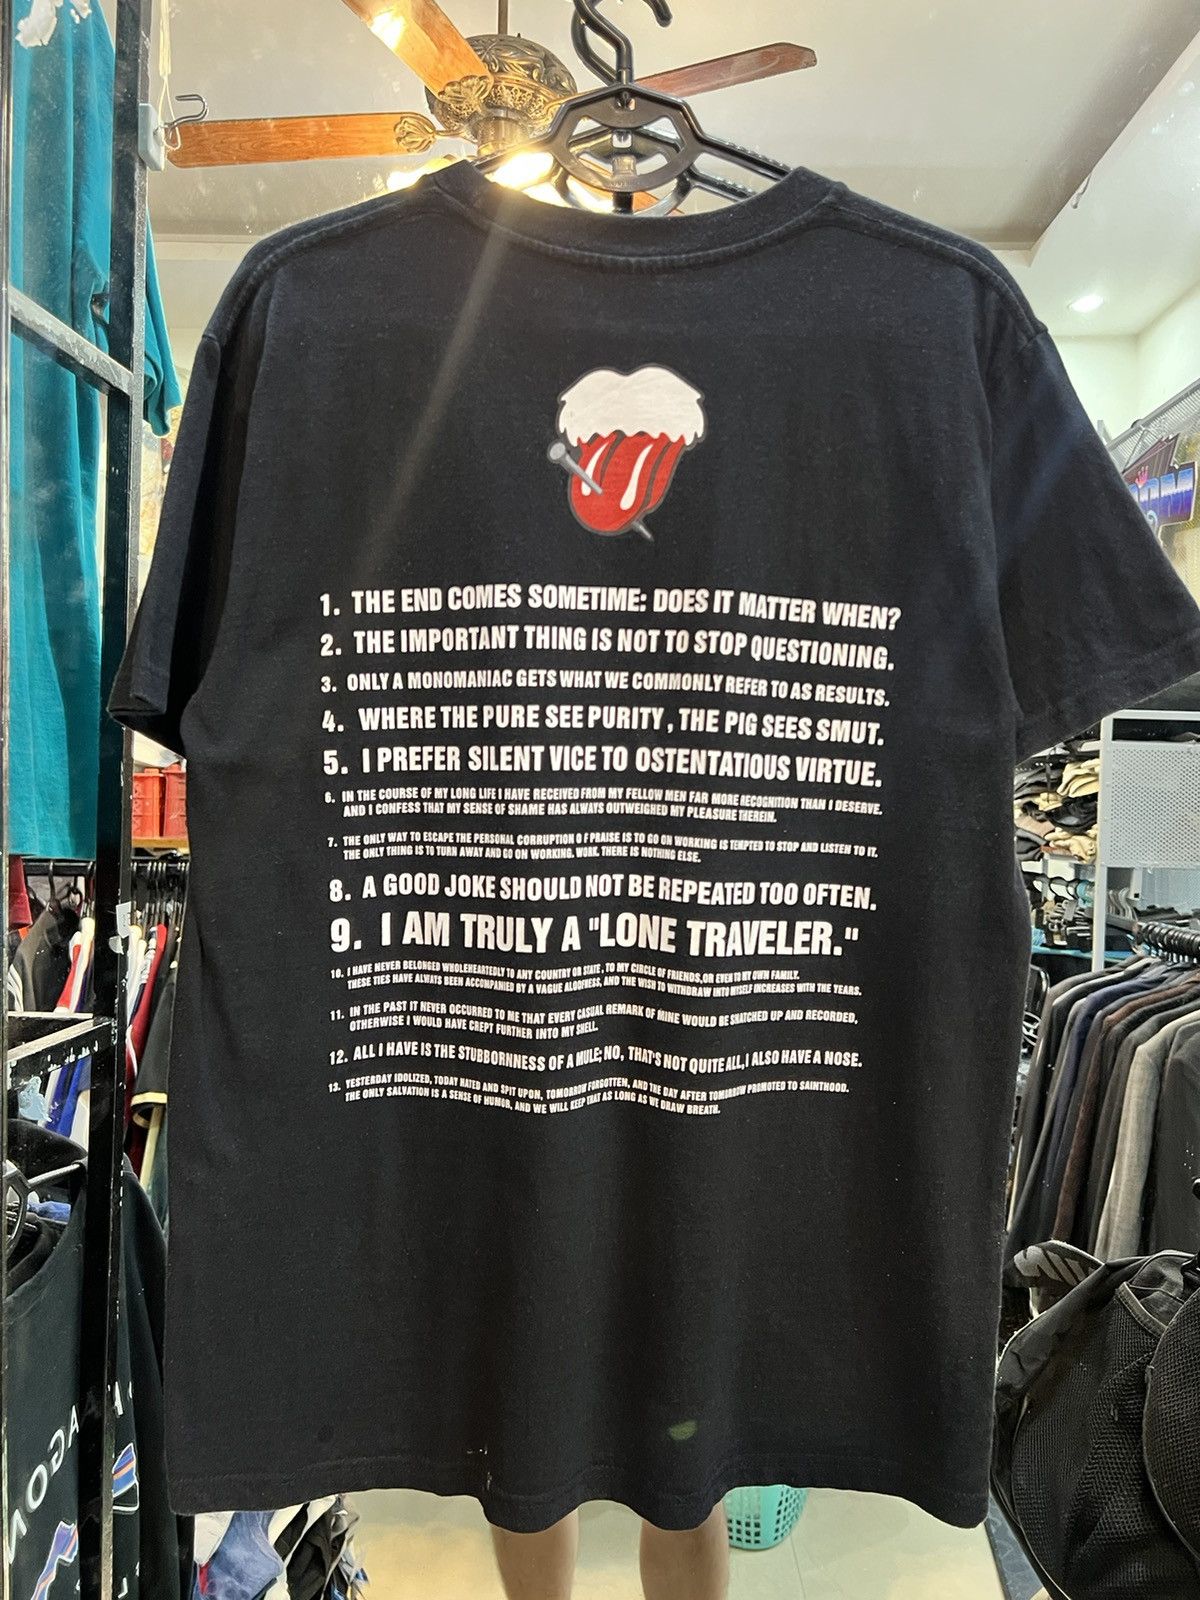 1. THE END COMES SOMETIME: DOES IT MATTER WHEN?
2. THE IMPORTANT THING IS NOT TO STOP QUESTIONING.
3. ONLY A MONOMANIAC GETS WHAT WE COMMONLY REFER TO AS RESULTS.
4. WHERE THE PURE SEE PURITY, THE PIG SEES SMUT.
5. I PREFER SILENT VICE TO OSTENTATIOUS VIRTUE.
6. IN THE COURSE OF MY LONG LIFE I HAVE RECEIVED FROM MY FELLOW MEN FAR MORE RECOGNITION THAN I DESERVE.
AND I CONFESS THAT MY SENSE OF SHAME HAS ALWAYS OUTWEIGHED MY PLEASURE THEREIN.
7. THE ONLY WAY TO ESCAPE THE PERSONAL CORRUPTION OF PRAISE IS TO GO ON WORKING IS TEMPTED TO STOP AND LISTEN TO IT.
THE ONLY THING IS TO TURN AWAY AND GO ON WORKING. WORK. THERE IS NOTHING ELSE.
8. A GOOD JOKE SHOULD NOT BE REPEATED TOO OFTEN.
9. I AM TRULY A "LONE TRAVELER."
10. I HAVE NEVER BELONGED WHOLEHEARTEDLY TO ANY COUNTRY OR STATE, TO MY CIRCLE OF FRIENDS, OR EVEN TO MY OWN FAMILY.
THESE TIES HAVE ALWAYS BEEN ACCOMPANIED BY A VAGUE ALOOFNESS, AND THE WISH TO WITHDRAW INTO MYSELF INCREASES WITH THE YEARS.
11. IN THE PAST IT NEVER OCCURRED TO ME THAT EVERY CASUAL REMARK OF MINE WOULD BE SNATCHED UP AND RECORDED.
OTHERWISE I WOULD HAVE CREPT FURTHER INTO MY SHELL.
12. ALL I HAVE IS THE STUBBORNNESS OF A MULE; NO, THAT'S NOT QUITE ALL, I ALSO HAVE A NOSE.
13. YESTERDAY IDOLIZED, TODAY HATED AND SPIT UPON, TOMORROW FORGOTTEN, AND THE DAY AFTER TOMORROW PROMOTED TO SAINTHOOD.
THE ONLY SALVATION IS A SENSE OF HUMOR, AND WE WILL KEEP THAT AS LONG AS WE DRAW BREATH.